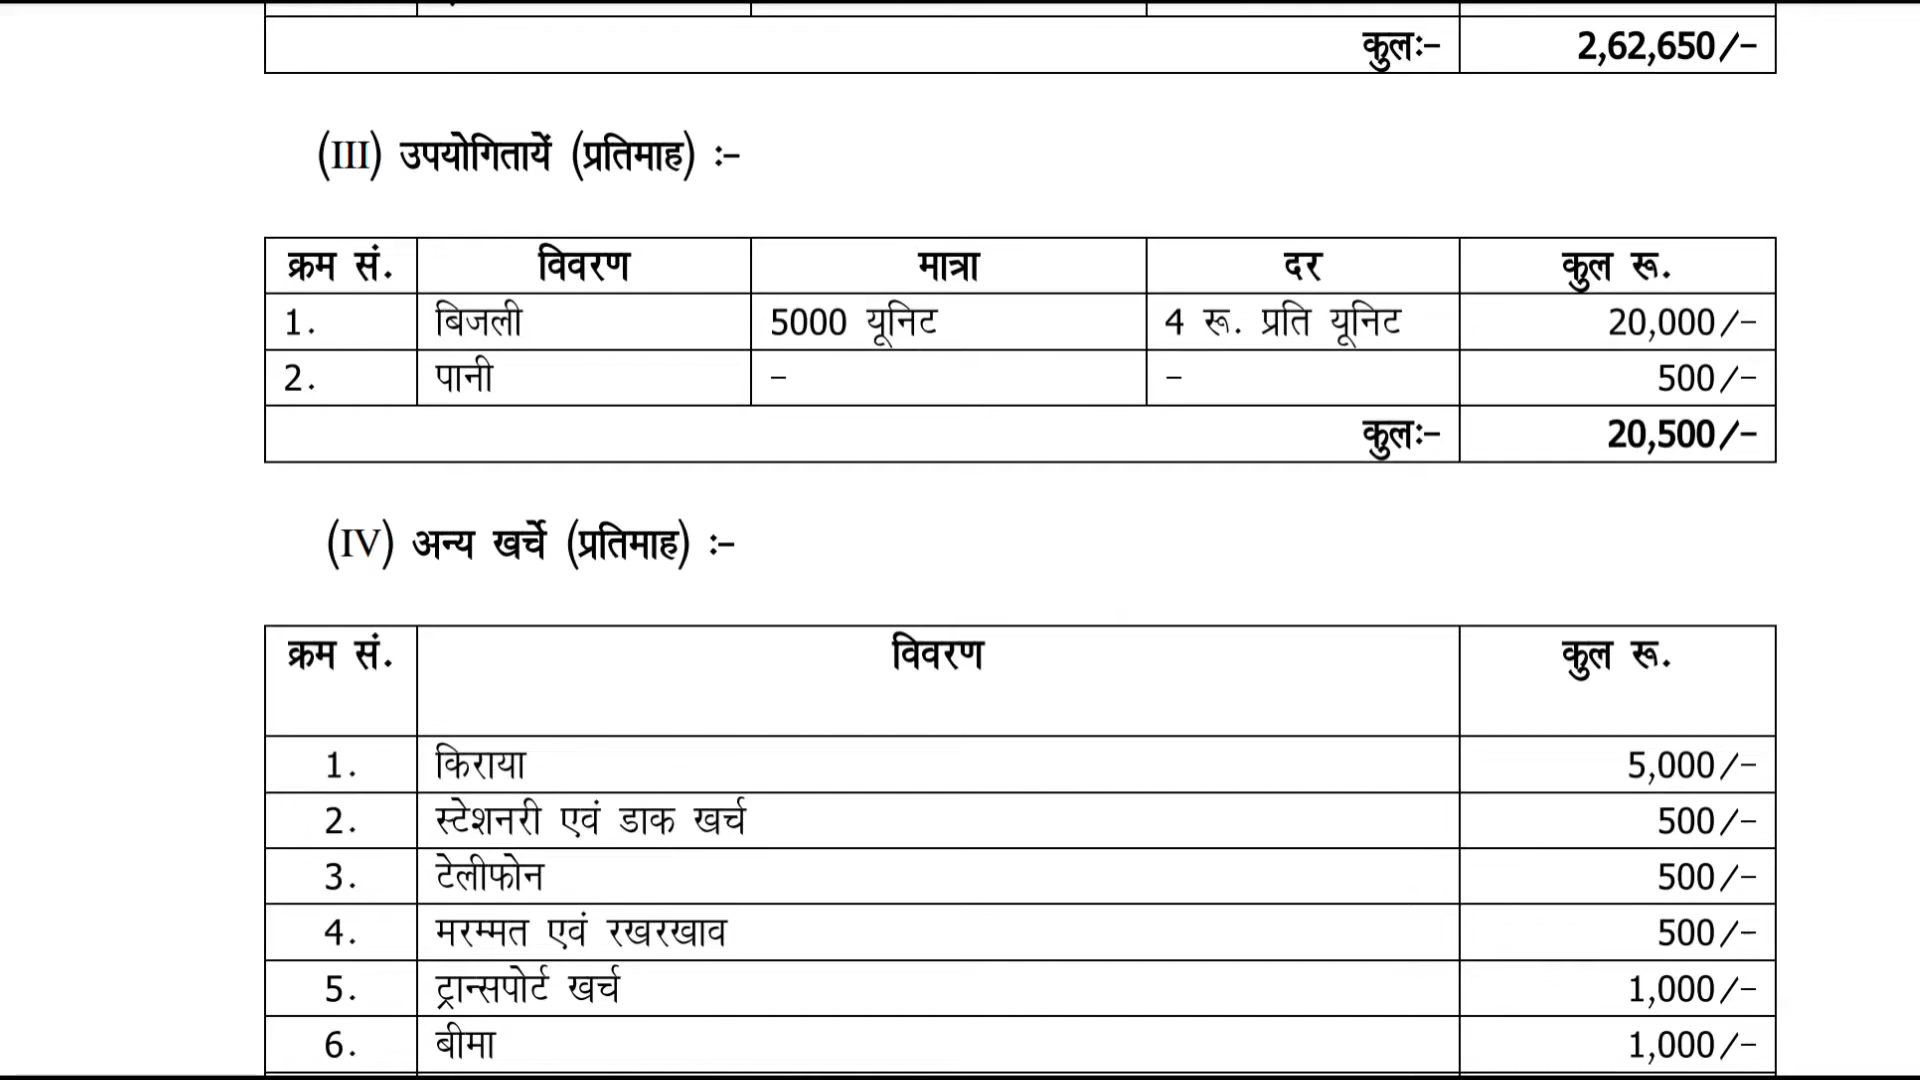 कुलः- 2,62,650/-
(III) उपयोगितायें (प्रतिमाह) :-
क्रम सं. विवरण मात्रा दर कुल रू.
1. बिजली 5000 यूनिट 4 रू. प्रति यूनिट 20,000/-
2. पानी - - 500/-
कुलः- 20,500/-
(IV) अन्य खर्चे (प्रतिमाह) :-
क्रम सं. विवरण कुल रू.
1. किराया 5,000/-
2. स्टेशनरी एवं डाक खर्च 500/-
3. टेलीफोन 500/-
4. मरम्मत एवं रखरखाव 500/-
5. ट्रान्सपोर्ट खर्च 1,000/-
6. बीमा 1,000/-